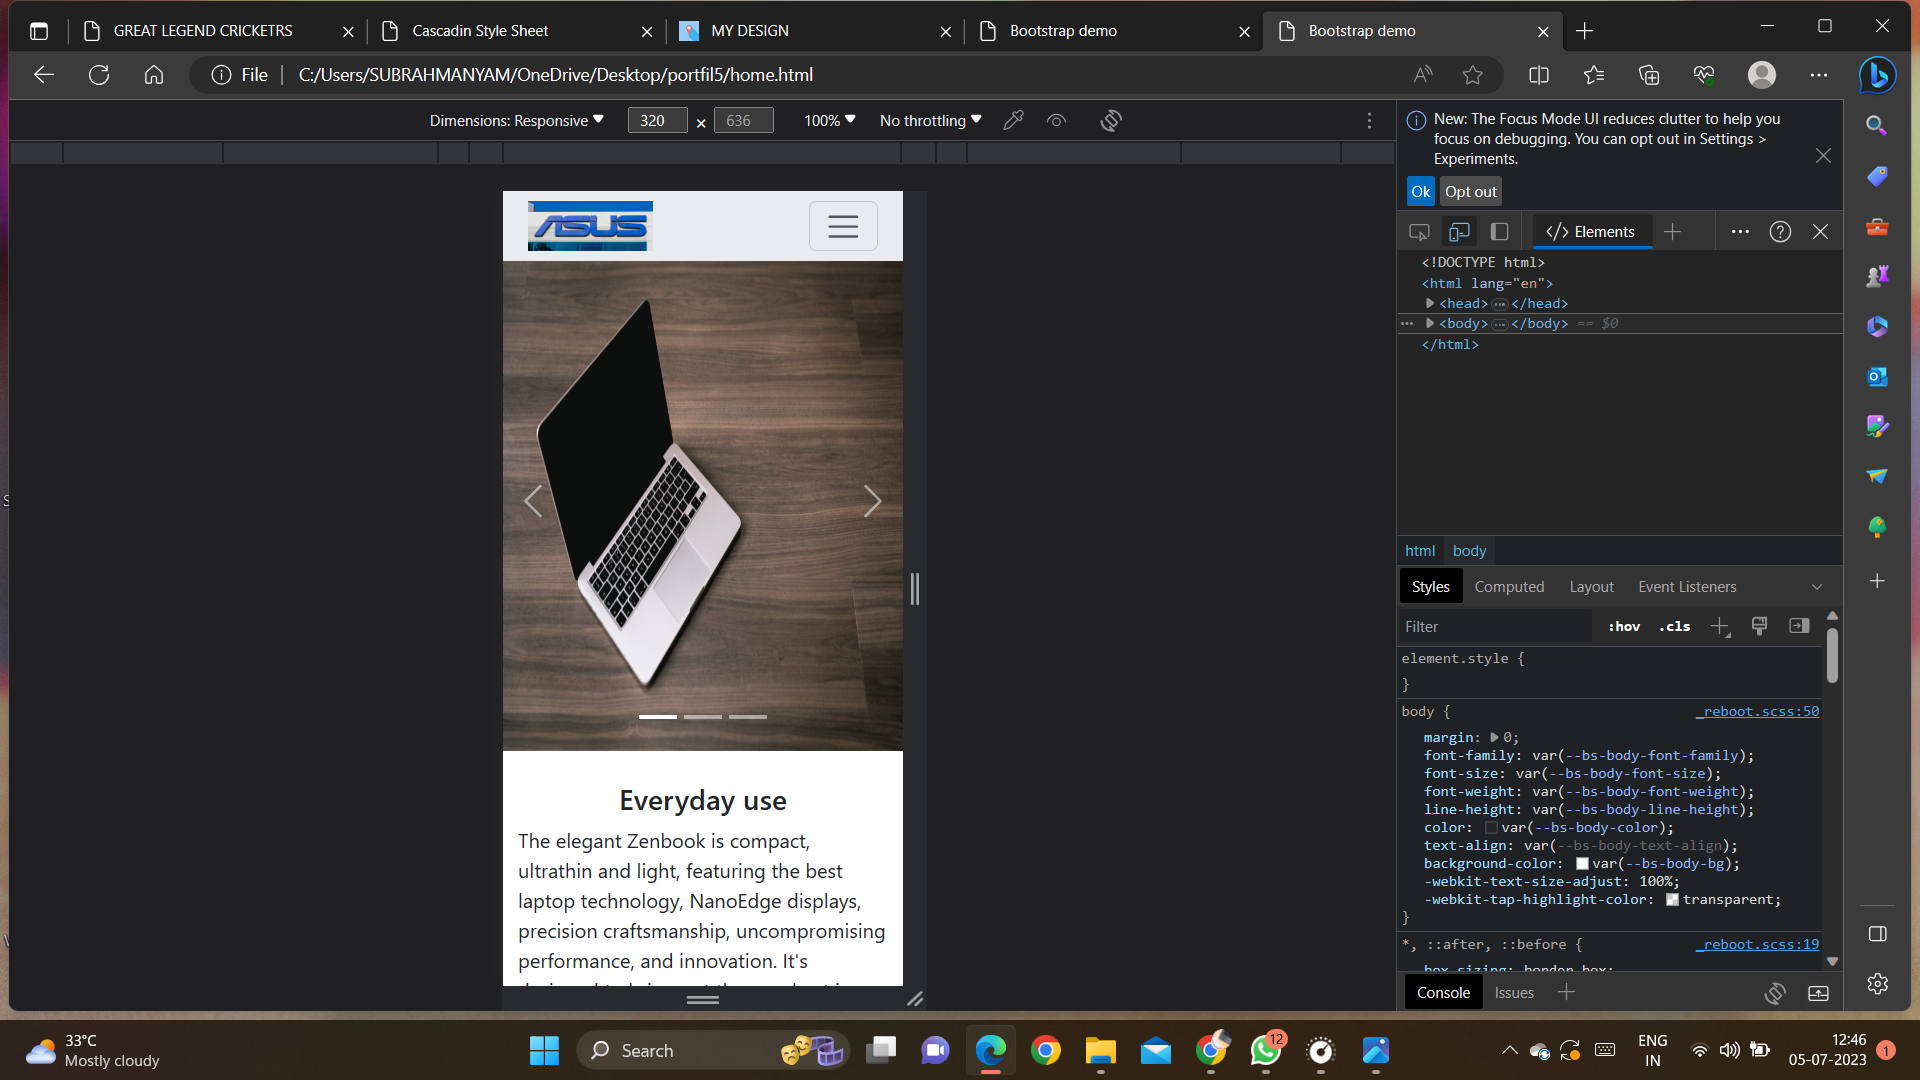 GREAT LEGEND CRICKETRS
Cascadin Style Sheet
MY DESIGN
Bootstrap demo
Bootstrap demo
File
C:/Users/SUBRAHMANYAM/OneDrive/Desktop/portfil5/home.html
Dimensions: Responsive
320 × 636
100%
No throttling
New: The Focus Mode UI reduces clutter to help you
focus on debugging. You can opt out in Settings >
Experiments.
Ok
Opt out
ASUS
Everyday use
The elegant Zenbook is compact,
ultrathin and light, featuring the best
laptop technology, NanoEdge displays,
precision craftsmanship, uncompromising
performance, and innovation. It's
</> Elements
<!DOCTYPE html>
<html lang="en">
<head>…</head>
<body>…</body> == $0
</html>
html body
Styles Computed Layout Event Listeners
Filter
:hov .cls
element.style {
}
body {
_reboot.scss:50
margin: 0;
font-family: var(--bs-body-font-family);
font-size: var(--bs-body-font-size);
font-weight: var(--bs-body-font-weight);
line-height: var(--bs-body-line-height);
color: var(--bs-body-color);
text-align: var(--bs-body-text-align);
background-color: var(--bs-body-bg);
-webkit-text-size-adjust: 100%;
-webkit-tap-highlight-color: transparent;
}
*, ::after, ::before {
_reboot.scss:19
box-sizing: border-box;
Console Issues
33°C
Mostly cloudy
Search
12
ENG
IN
12:46
05-07-2023
1